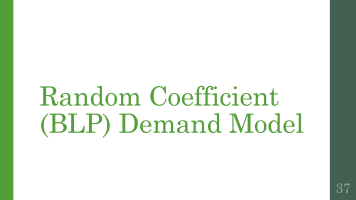 Random Coefficient
(BLP) Demand Model
37